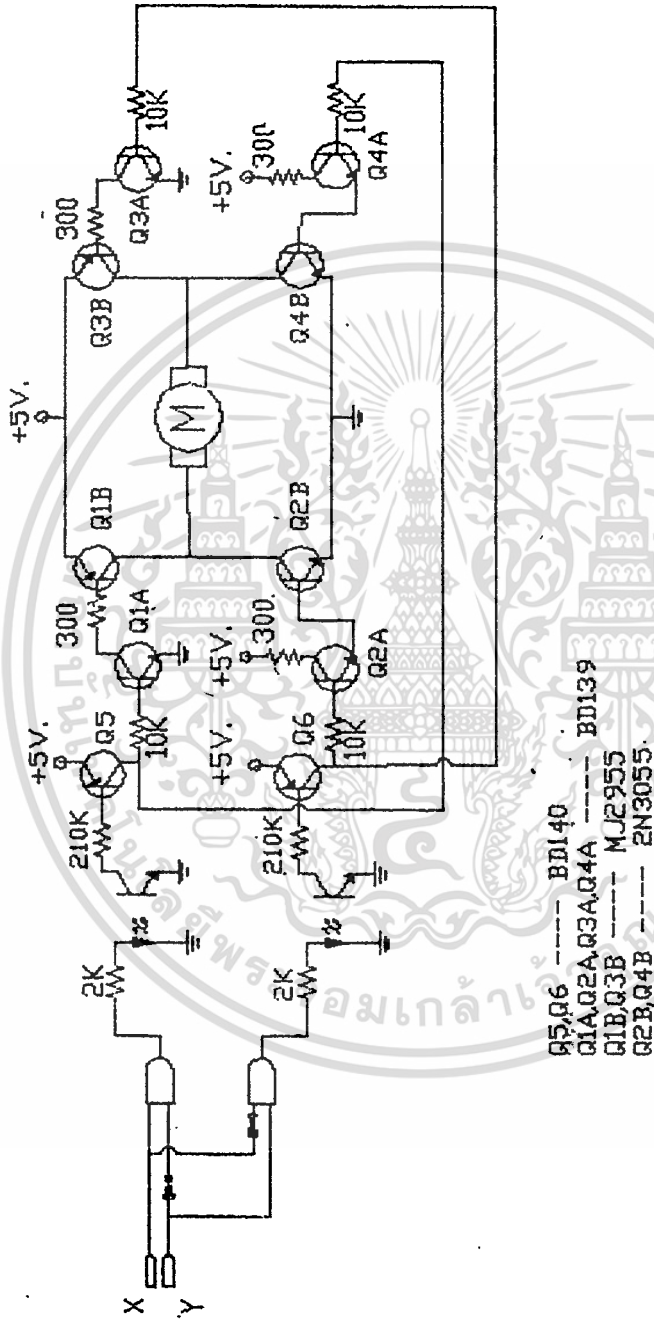 X
Y
2K
2K
210K
210K
+5V.
Q5
10K
+5V.
Q6
10K
300
Q1A
+5V.
300.
Q2A
Q1B
Q2B
+5V.
M
Q3B
Q4B
300
Q3A
10K
+5V.
300
Q4A
10K
Q5,Q6 ---- BD140
Q1A,Q2A,Q3A,Q4A ---- BD139
Q1B,Q3B ---- MJ2955
Q2B,Q4B ---- 2N3055.